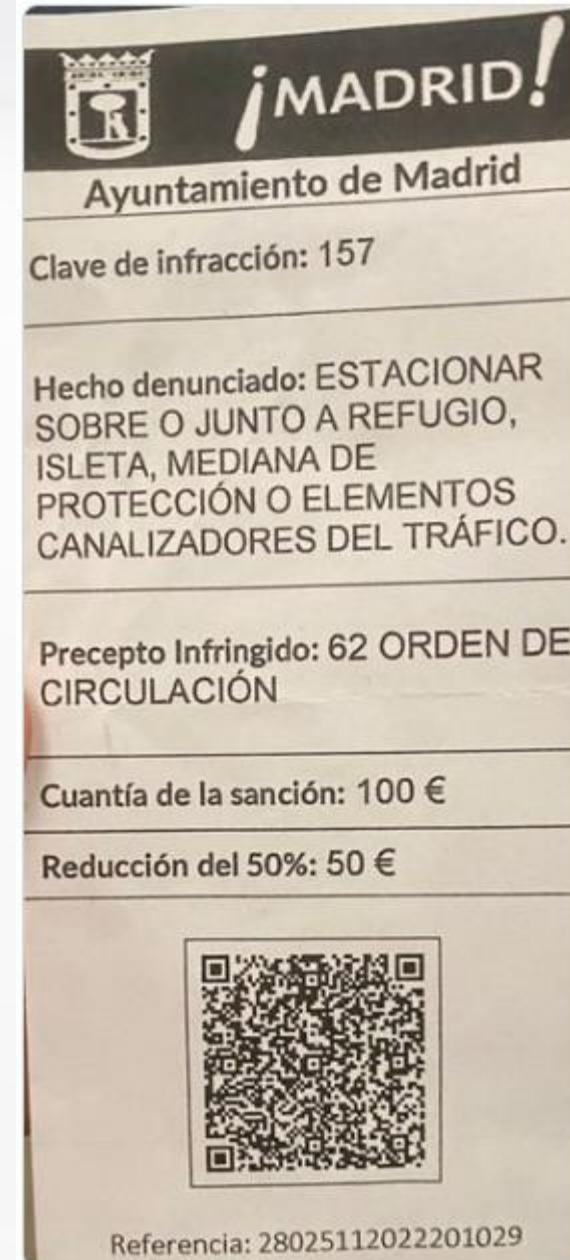 ¡MADRID!
Ayuntamiento de Madrid
Clave de infracción: 157
Hecho denunciado: ESTACIONAR
SOBRE O JUNTO A REFUGIO,
ISLETA, MEDIANA DE
PROTECCIÓN O ELEMENTOS
CANALIZADORES DEL TRÁFICO.
Precepto Infringido: 62 ORDEN DE
CIRCULACIÓN
Cuantía de la sanción: 100 €
Reducción del 50%: 50 €
Referencia: 28025112022201029